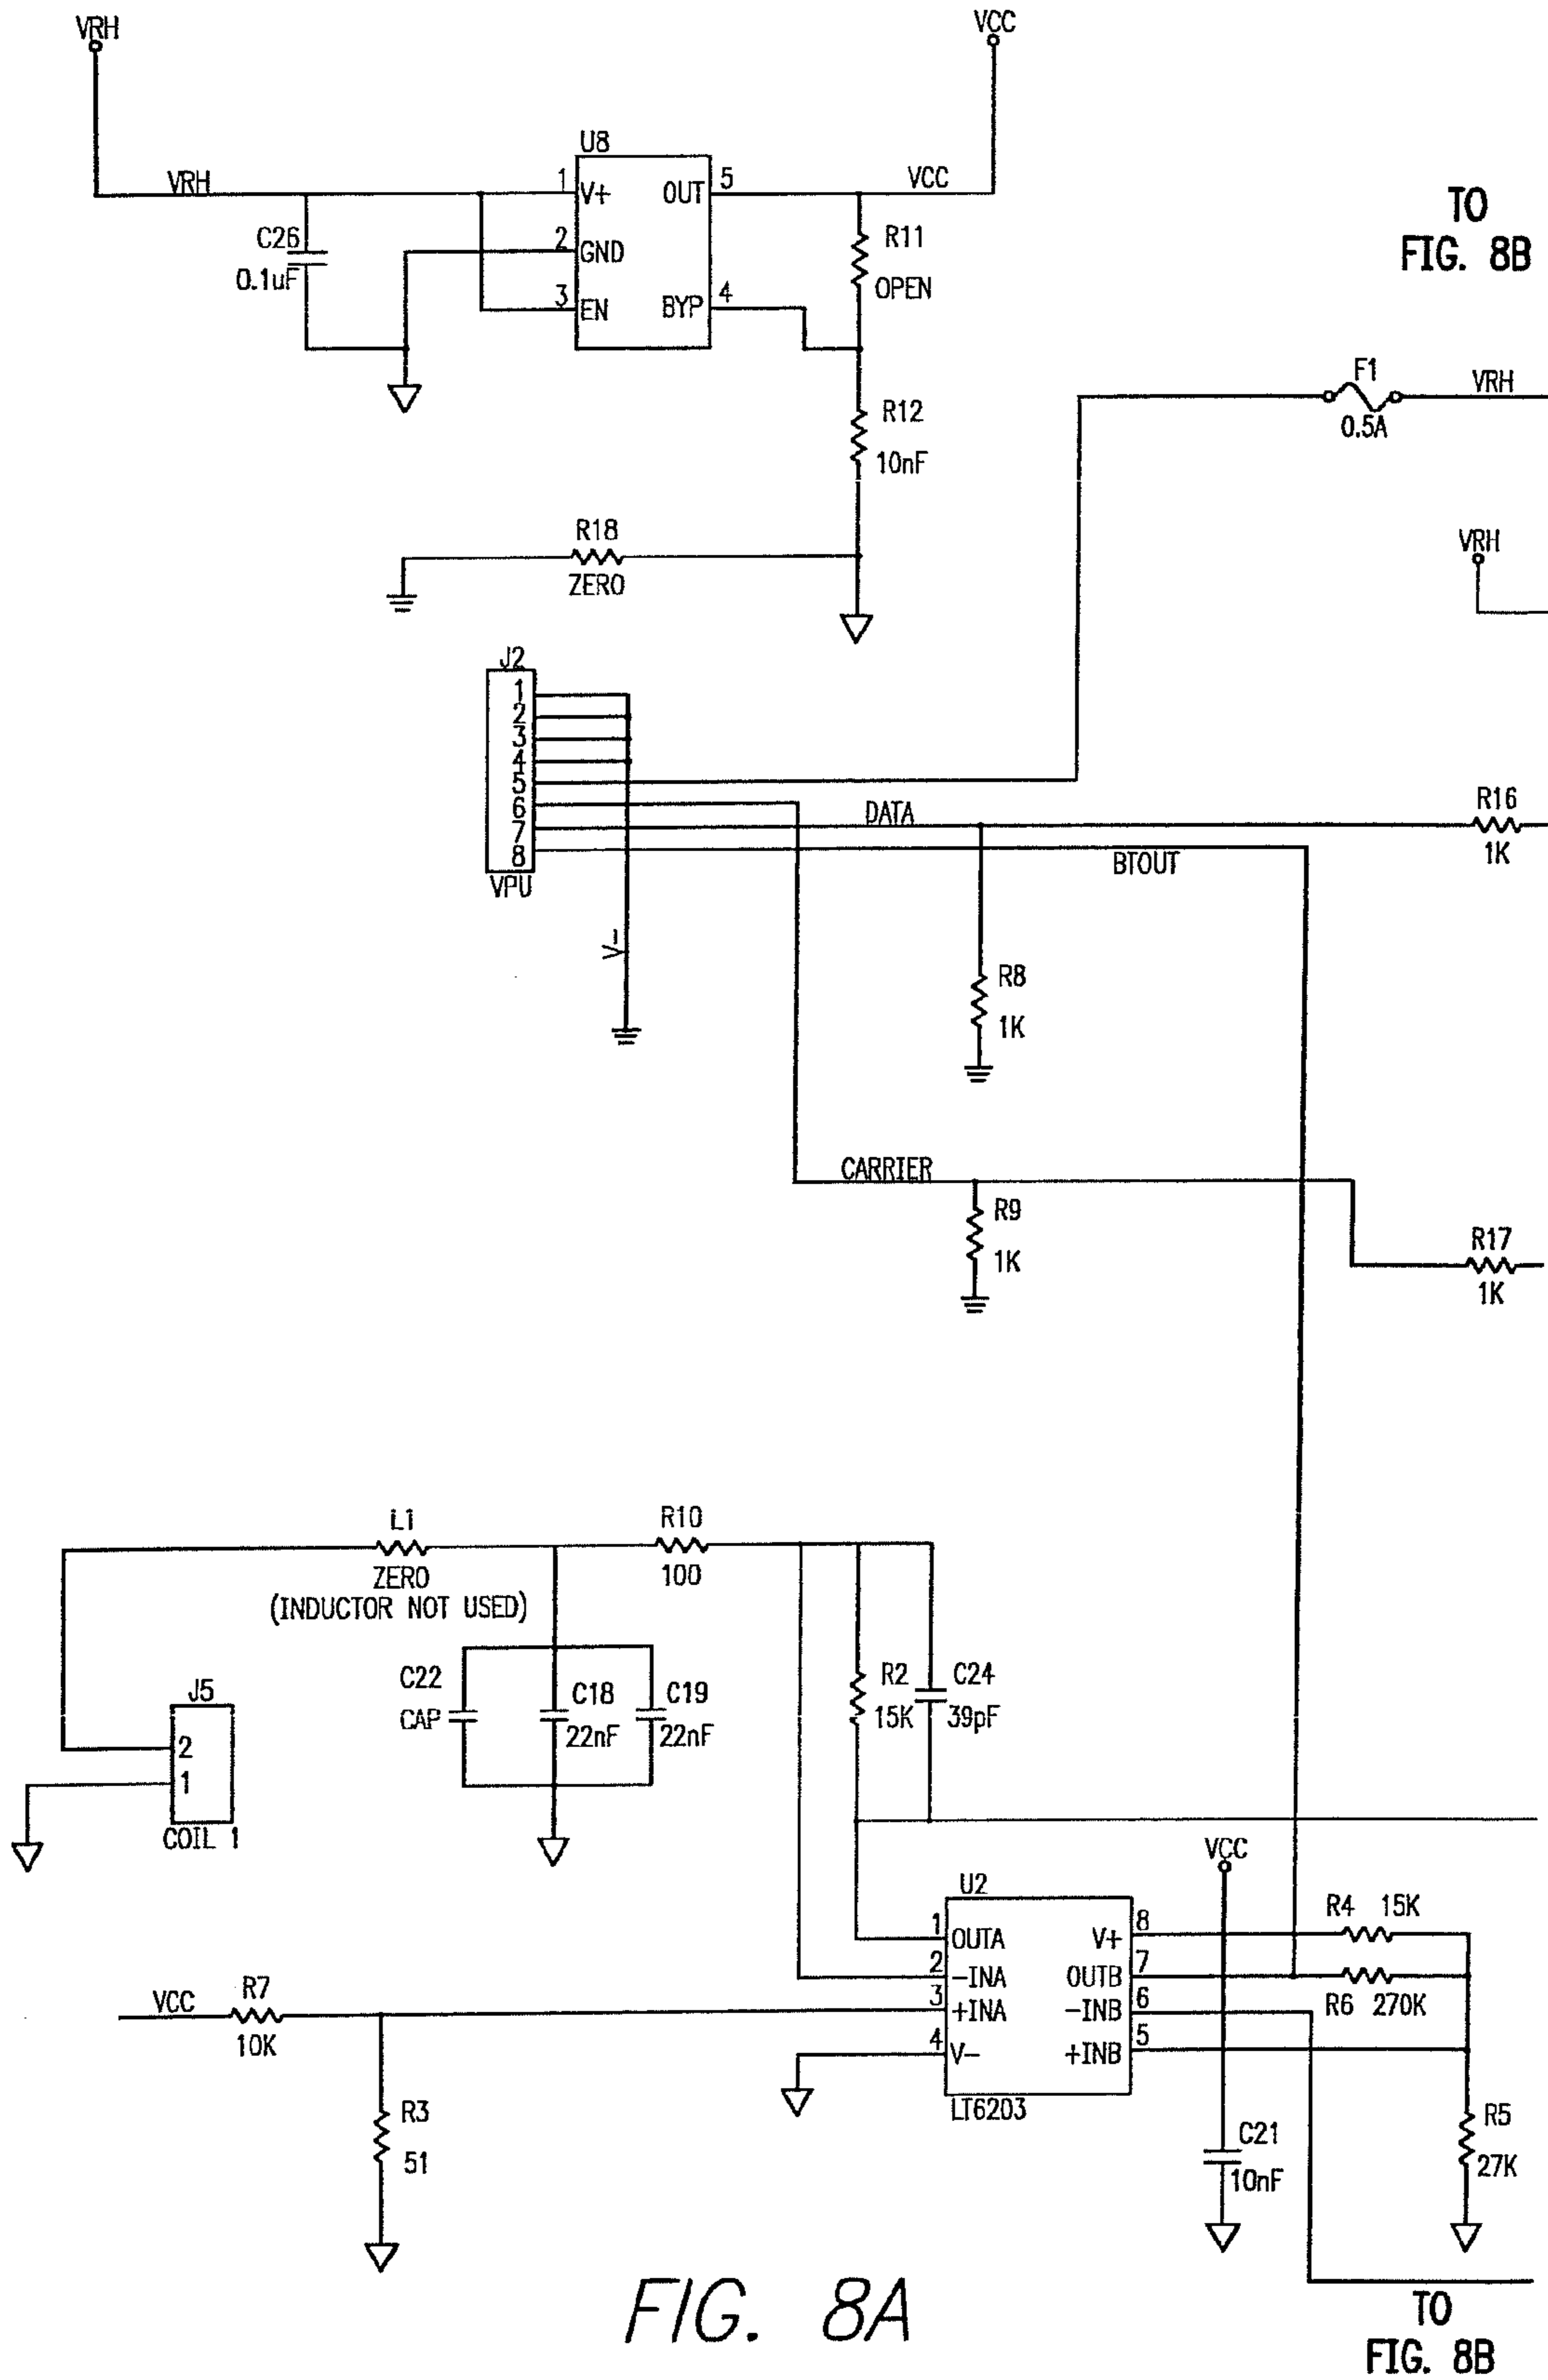 VRH
VCC
U8
VRH
1
V+
OUT
5
VCC
TO
FIG. 8B
C26
0.1uF
2
GND
R11
OPEN
3
EN
BYP
4
F1
VRH
0.5A
R12
10nF
R18
ZERO
VRH
J2
1
2
3
4
5
6
7
8
VPU
DATA
R16
1K
BTOUT
V-
R8
1K
CARRIER
R9
1K
R17
1K
L1
ZERO
(INDUCTOR NOT USED)
R10
100
C22
CAP
C18
22nF
C19
22nF
R2
15K
C24
39pF
J5
2
1
COIL 1
VCC
U2
1
OUTA
V+
8
R4 15K
2
-INA
OUTB
7
3
+INA
-INB
6
R6 270K
4
V-
+INB
5
LT6203
VCC
R7
10K
R3
51
C21
10nF
R5
27K
FIG. 8A
TO
FIG. 8B